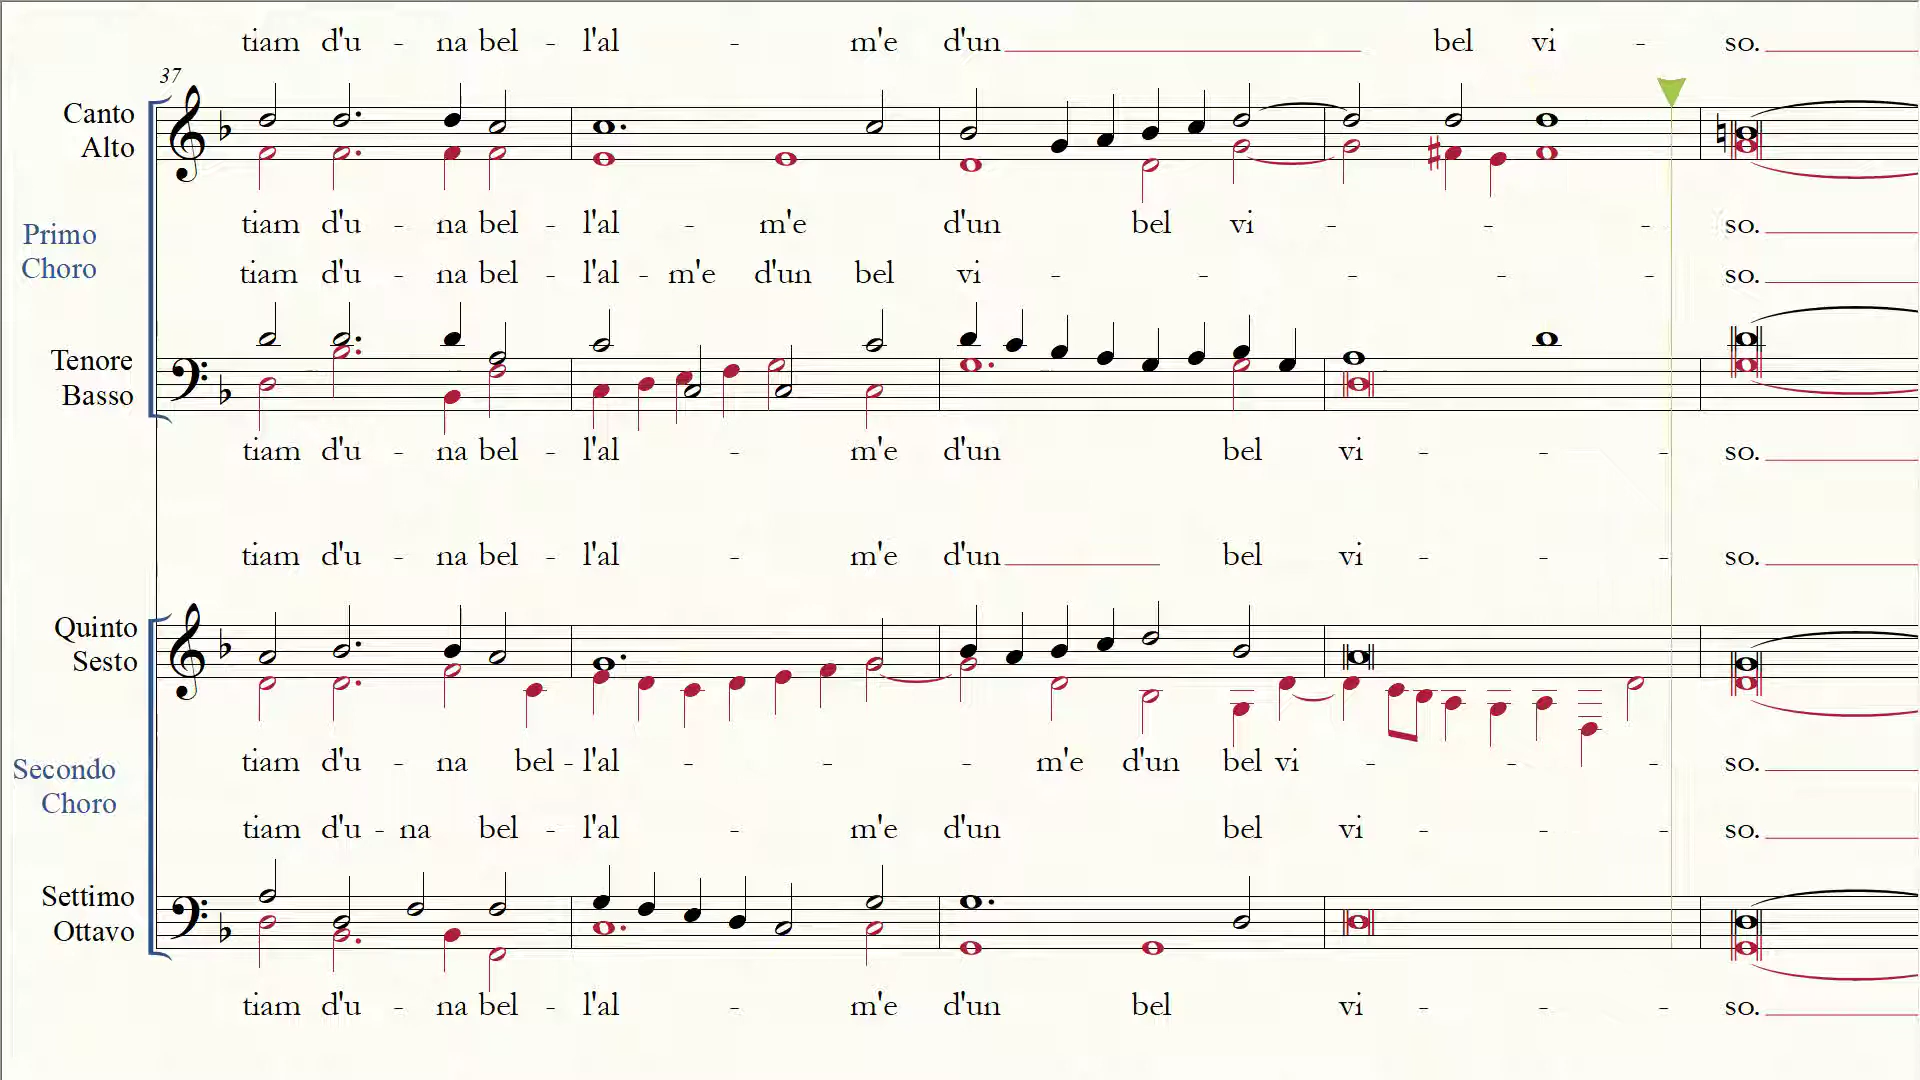 tiam d'u - na bel - l'al - m'e d'un bel vi - so.
37
Canto
Alto
tiam d'u - na bel - l'al - m'e d'un bel vi - - - so.
Primo
Choro
tiam d'u - na bel - l'al - m'e d'un bel vi - - - - - so.
Tenore
Basso
tiam d'u - na bel - l'al - m'e d'un bel vi - - - so.
tiam d'u - na bel - l'al - m'e d'un bel vi - - - so.
Quinto
Sesto
tiam d'u - na bel - l'al - - - m'e d'un bel vi - - - so.
Secondo
Choro
tiam d'u - na bel - l'al - m'e d'un bel vi - - - so.
Settimo
Ottavo
tiam d'u - na bel - l'al - m'e d'un bel vi - - - so.